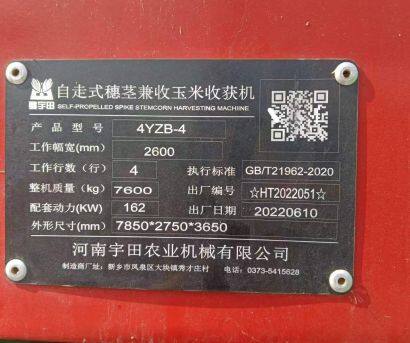 自走式穗茎兼收玉米收获机
宇田 SELF-PROPELLED SPIKE STEMCORN HARVESTING MACHINE
产品型号 4YZB-4
工作幅宽(mm) 2600
工作行数(行) 4 执行标准 GB/T21962-2020
整机质量(kg) 7600 出厂编号 ☆HT2022051☆
配套动力(KW) 162 出厂日期 20220610
外形尺寸(mm) 7850*2750*3650
河南宇田农业机械有限公司
制造商厂址:新乡市凤泉区大块镇秀才庄村 电话:0373-5415628